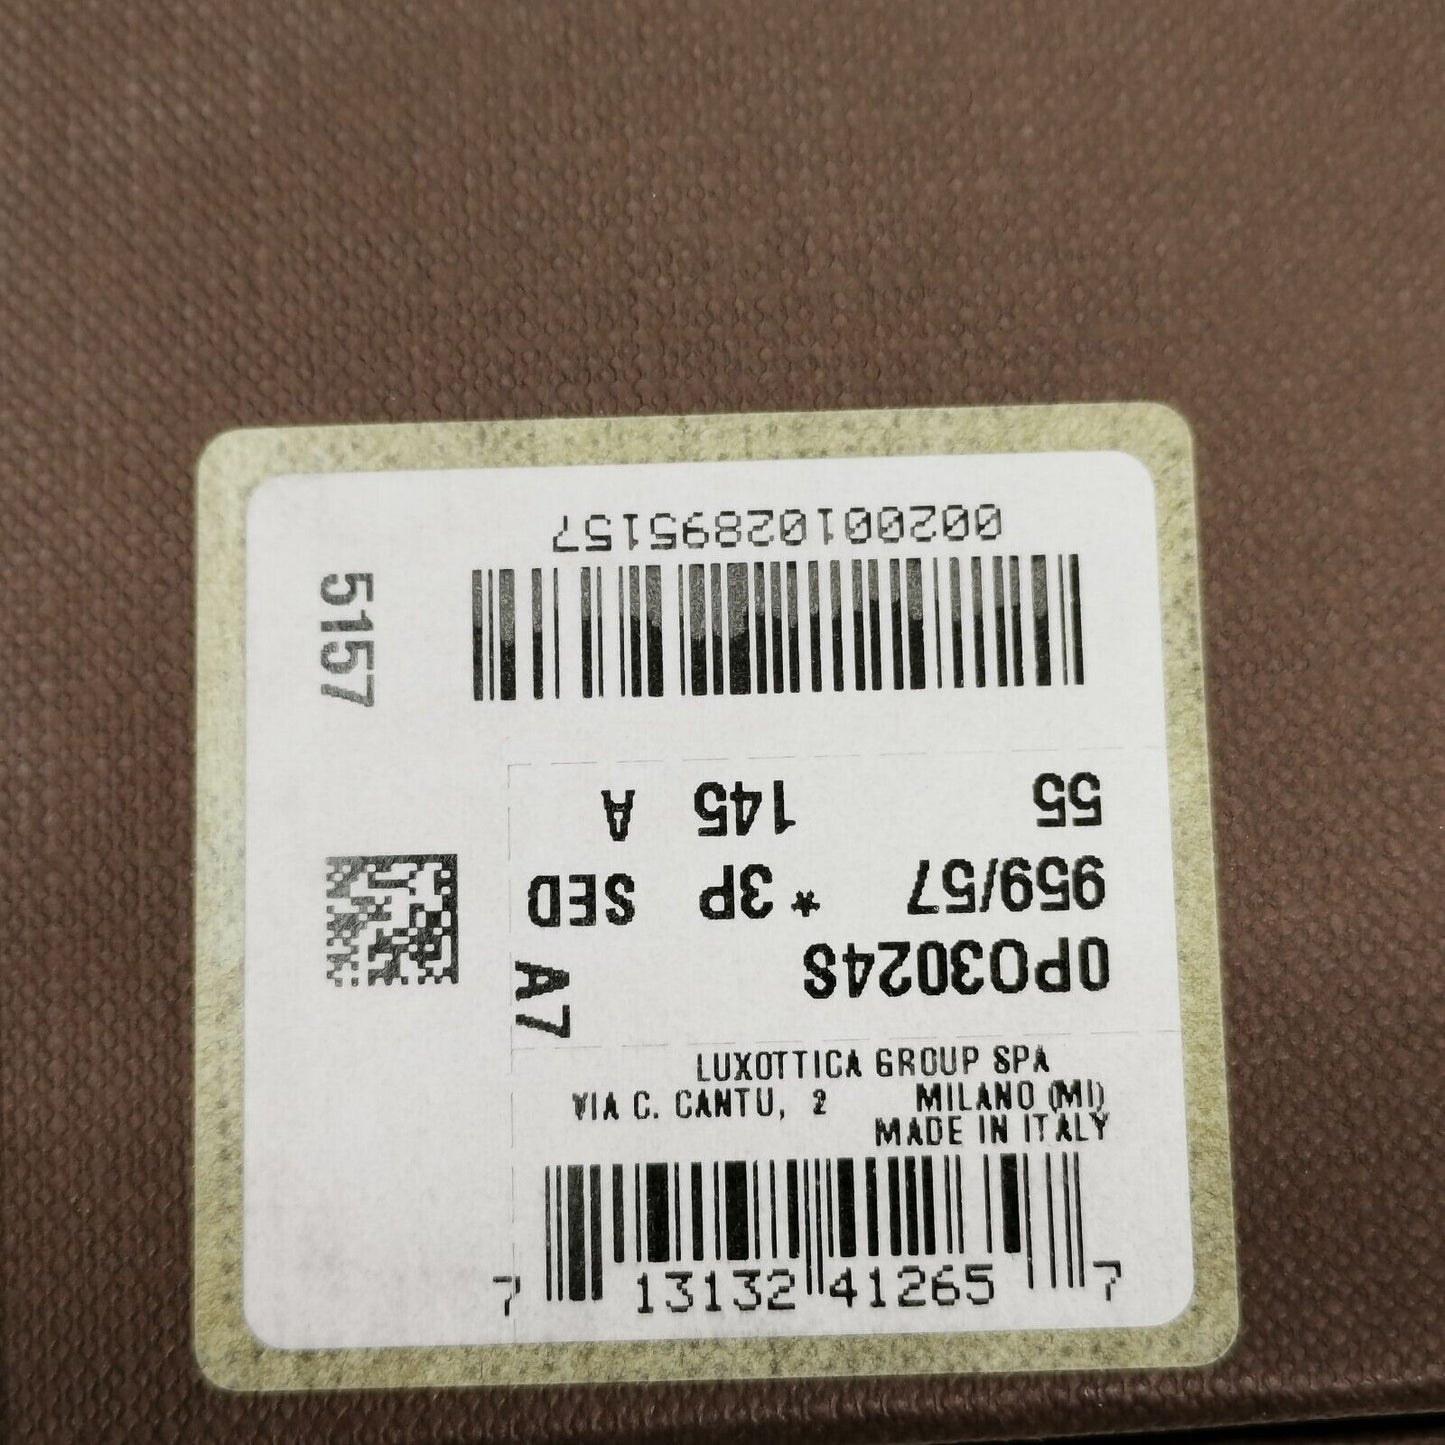 LUXOTTICA GROUP SPA
VIA C. CANTU, 2 MILANO (MI)
MADE IN ITALY
7 13132 41265 7
0PO3024S
A7
959/57 * 3P SED
55 145 A
00200102895157
5157